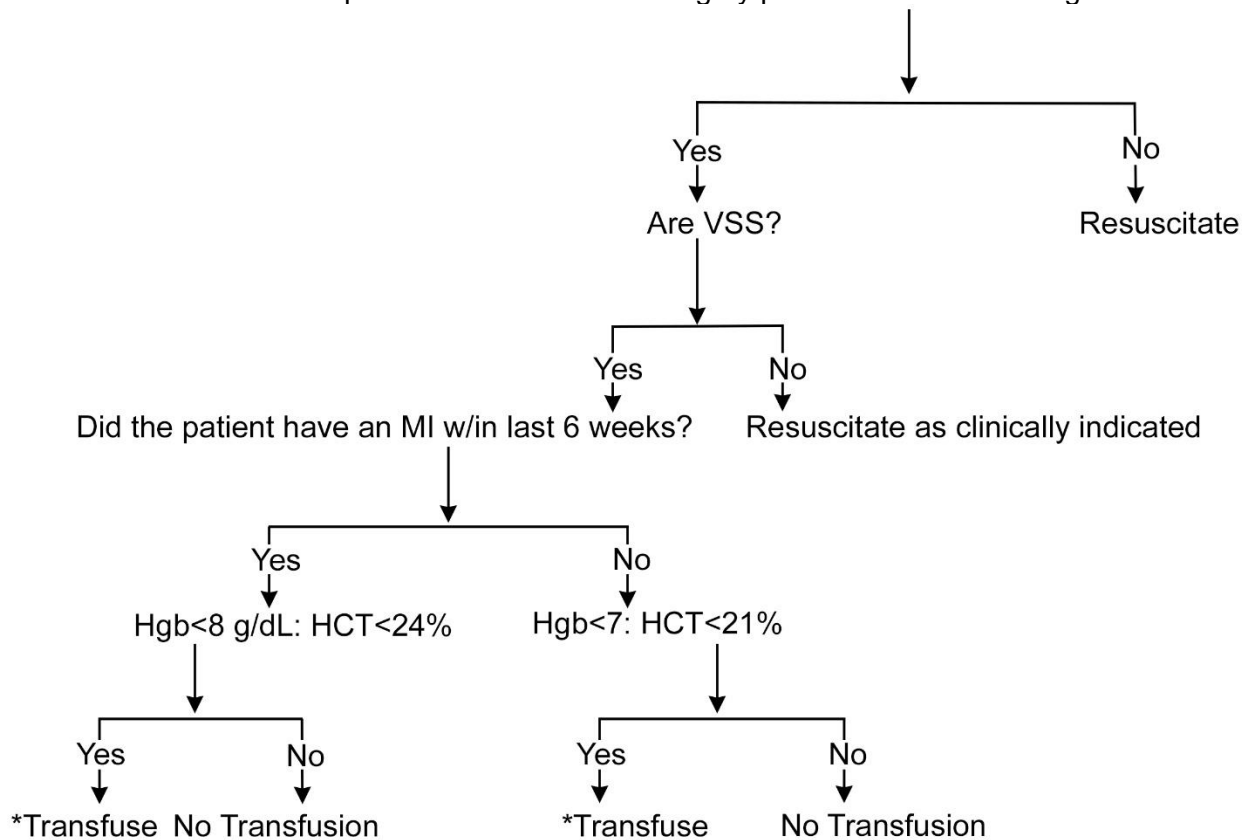 Yes
No
Are VSS?
Resuscitate
Yes
No
Did the patient have an MI w/in last 6 weeks?
Resuscitate as clinically indicated
Yes
No
Hgb<8 g/dL: HCT<24%
Hgb<7: HCT<21%
Yes
No
Yes
No
*Transfuse
No Transfusion
*Transfuse
No Transfusion